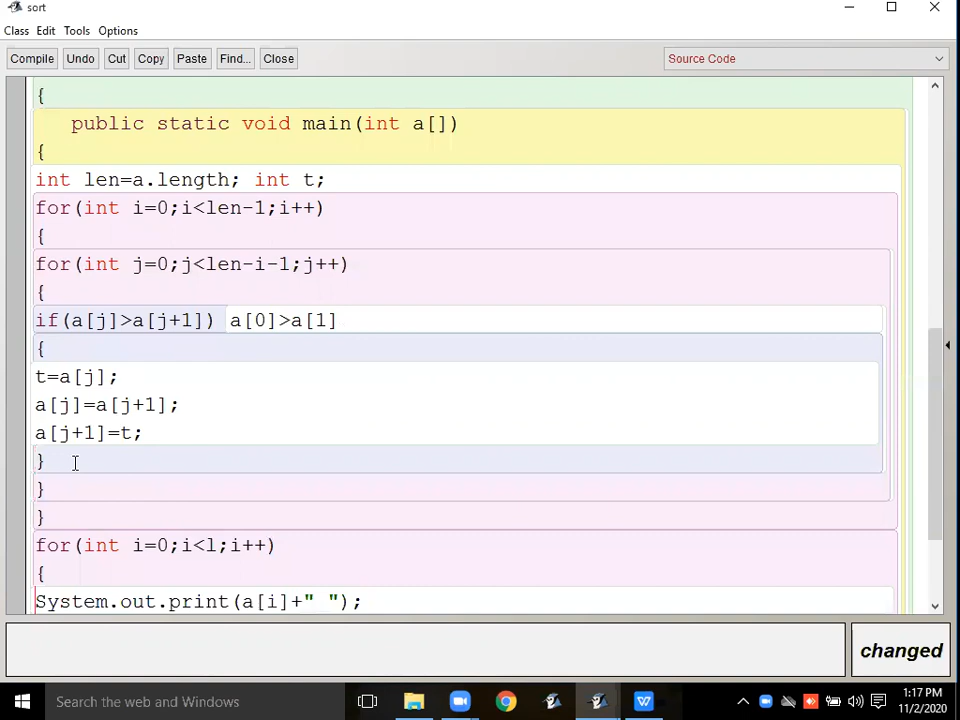 sort
Class Edit Tools Options
Compile Undo Cut Copy Paste Find... Close Source Code
{
public static void main(int a[])
{
int len=a.length; int t;
for(int i=0;i<len-1;i++)
{
for(int j=0;j<len-i-1;j++)
{
if(a[j]>a[j+1]) a[0]>a[1]
{
t=a[j];
a[j]=a[j+1];
a[j+1]=t;
}
}
}
for(int i=0;i<l;i++)
{
System.out.print(a[i]+" ");
changed
Search the web and Windows
1:17 PM
11/2/2020